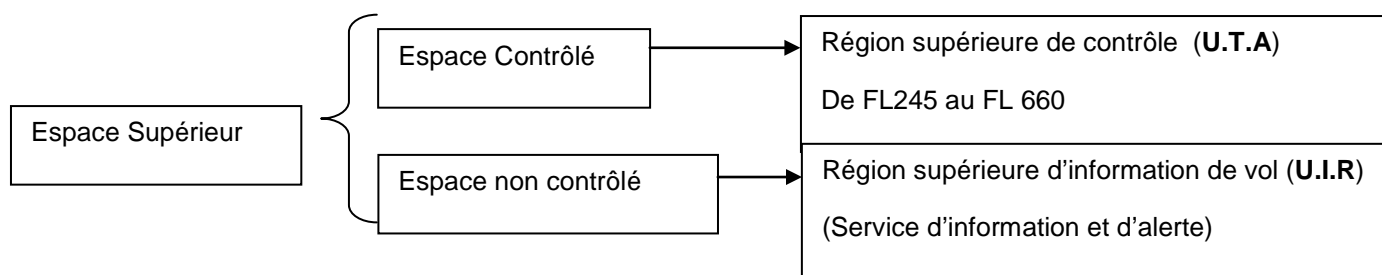 Espace Supérieur
Espace Contrôlé
Région supérieure de contrôle (U.T.A)
De FL245 au FL 660
Espace non contrôlé
Région supérieure d’information de vol (U.I.R)
(Service d’information et d’alerte)